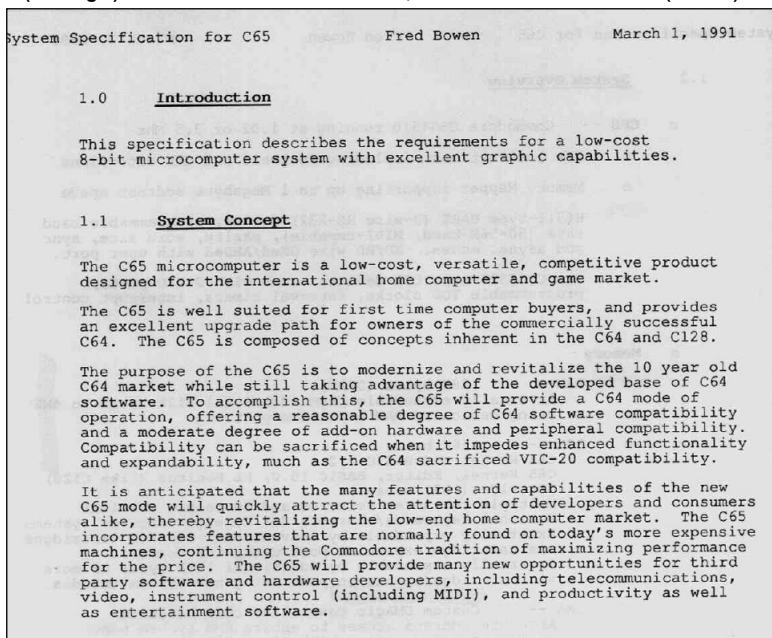 System Specification for C65 Fred Bowen March 1, 1991
1.0 Introduction
This specification describes the requirements for a low-cost
8-bit microcomputer system with excellent graphic capabilities.
1.1 System Concept
The C65 microcomputer is a low-cost, versatile, competitive product
designed for the international home computer and game market.
The C65 is well suited for first time computer buyers, and provides
an excellent upgrade path for owners of the commercially successful
C64. The C65 is composed of concepts inherent in the C64 and C128.
The purpose of the C65 is to modernize and revitalize the 10 year old
C64 market while still taking advantage of the developed base of C64
software. To accomplish this, the C65 will provide a C64 mode of
operation, offering a reasonable degree of C64 software compatibility
and a moderate degree of add-on hardware and peripheral compatibility.
Compatibility can be sacrificed when it impedes enhanced functionality
and expandability, much as the C64 sacrificed VIC-20 compatibility.
It is anticipated that the many features and capabilities of the new
C65 mode will quickly attract the attention of developers and consumers
alike, thereby revitalizing the low-end home computer market. The C65
incorporates features that are normally found on today's more expensive
machines, continuing the Commodore tradition of maximizing performance
for the price. The C65 will provide many new opportunities for third
party software and hardware developers, including telecommunications,
video, instrument control (including MIDI), and productivity as well
as entertainment software.